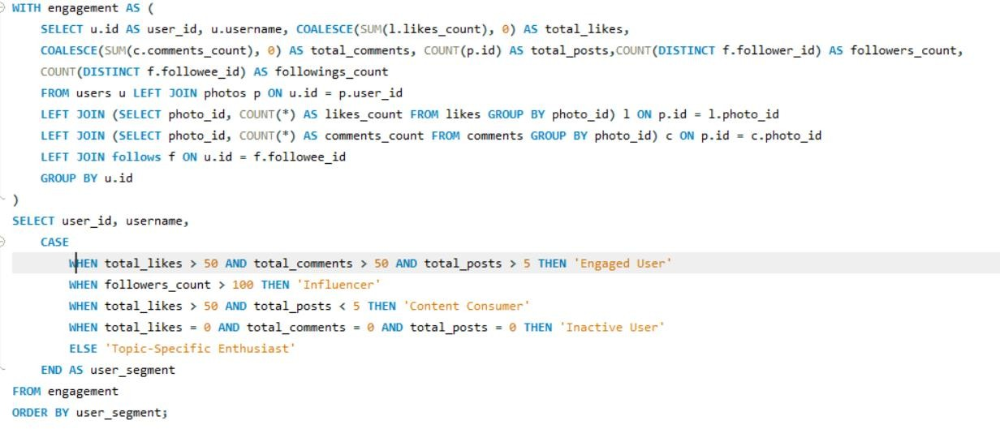 WITH engagement AS (
SELECT u.id AS user_id, u.username, COALESCE(SUM(l.likes_count), 0) AS total_likes,
COALESCE(SUM(c.comments_count), 0) AS total_comments, COUNT(p.id) AS total_posts,COUNT(DISTINCT f.follower_id) AS followers_count,
COUNT(DISTINCT f.followee_id) AS followings_count
FROM users u LEFT JOIN photos p ON u.id = p.user_id
LEFT JOIN (SELECT photo_id, COUNT(*) AS likes_count FROM likes GROUP BY photo_id) l ON p.id = l.photo_id
LEFT JOIN (SELECT photo_id, COUNT(*) AS comments_count FROM comments GROUP BY photo_id) c ON p.id = c.photo_id
LEFT JOIN follows f ON u.id = f.followee_id
GROUP BY u.id
)
SELECT user_id, username,
CASE
WHEN total_likes > 50 AND total_comments > 50 AND total_posts > 5 THEN 'Engaged User'
WHEN followers_count > 100 THEN 'Influencer'
WHEN total_likes > 50 AND total_posts < 5 THEN 'Content Consumer'
WHEN total_likes = 0 AND total_comments = 0 AND total_posts = 0 THEN 'Inactive User'
ELSE 'Topic-Specific Enthusiast'
END AS user_segment
FROM engagement
ORDER BY user_segment;